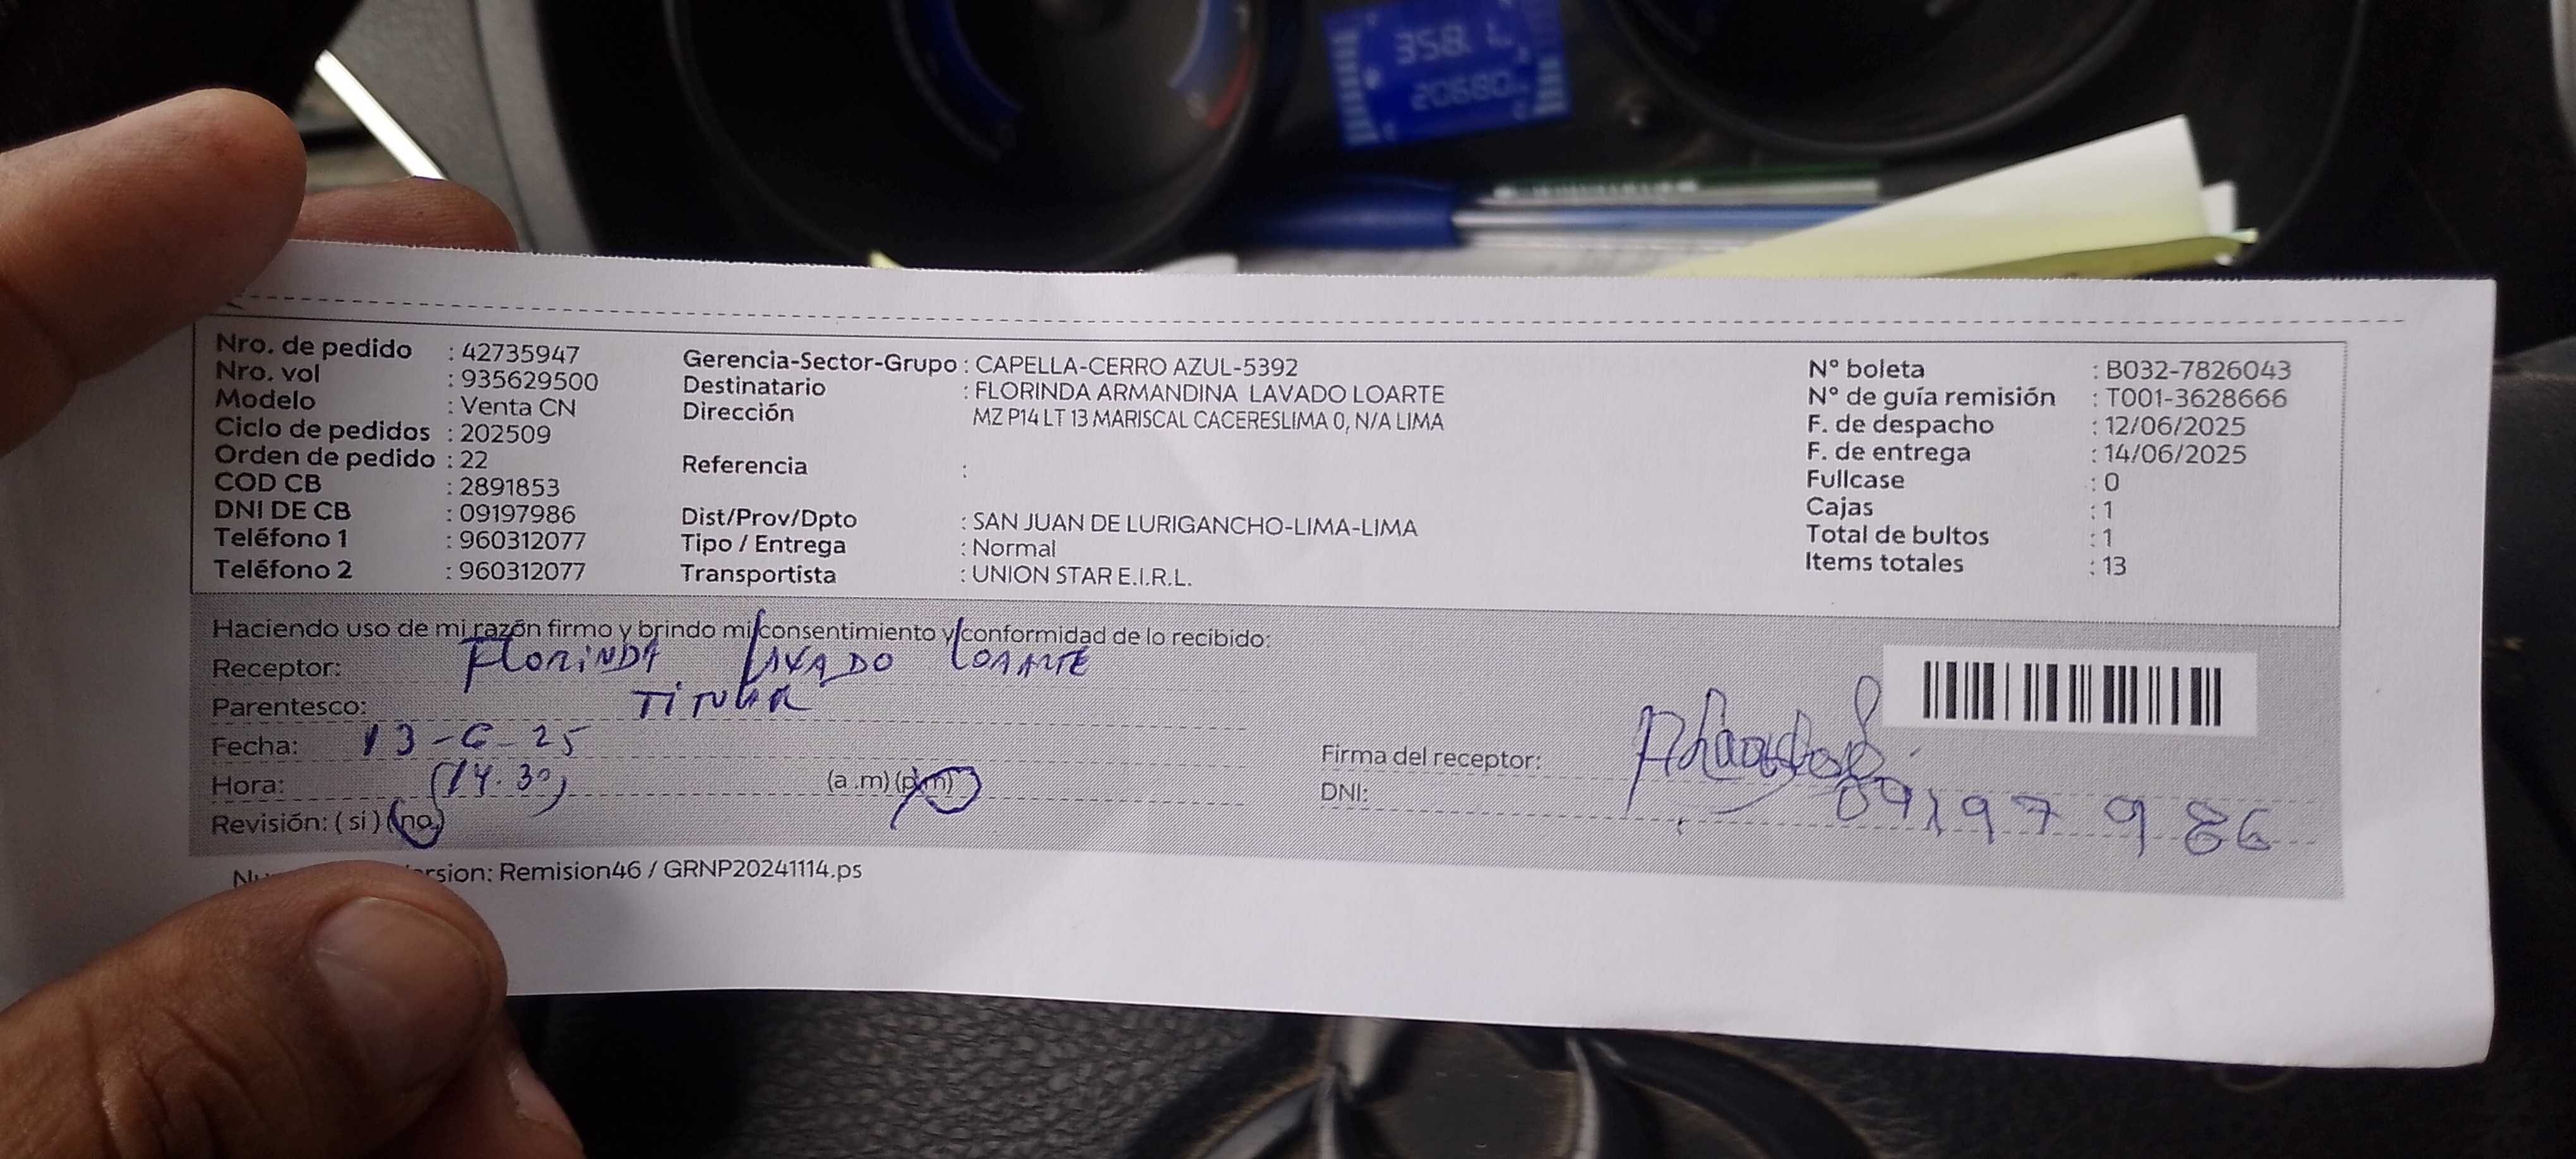 358.1
20680
Nro. de pedido : 42735947
Nro. vol : 935629500
Modelo : Venta CN
Ciclo de pedidos : 202509
Orden de pedido : 22
COD CB : 2891853
DNI DE CB : 09197986
Teléfono 1 : 960312077
Teléfono 2 : 960312077
Gerencia-Sector-Grupo : CAPELLA-CERRO AZUL-5392
Destinatario : FLORINDA ARMANDINA LAVADO LOARTE
Dirección MZ P14 LT 13 MARISCAL CACERESLIMA 0, N/A LIMA
Referencia :
Dist/Prov/Dpto : SAN JUAN DE LURIGANCHO-LIMA-LIMA
Tipo / Entrega : Normal
Transportista : UNION STAR E.I.R.L.
N° boleta : B032-7826043
N° de guía remisión : T001-3628666
F. de despacho : 12/06/2025
F. de entrega : 14/06/2025
Fullcase : 0
Cajas : 1
Total de bultos : 1
Items totales : 13
Haciendo uso de mi razón firmo y brindo mi consentimiento y conformidad de lo recibido:
Receptor: FLORINDA LAVADO LOARTE
Parentesco: TITULAR
Fecha: 13-6-25
Hora: (14.30) (a .m) (p.m)
Revisión: ( si ) (no)
Firma del receptor:
DNI: 09197986
rsion: Remision46 / GRNP20241114.ps